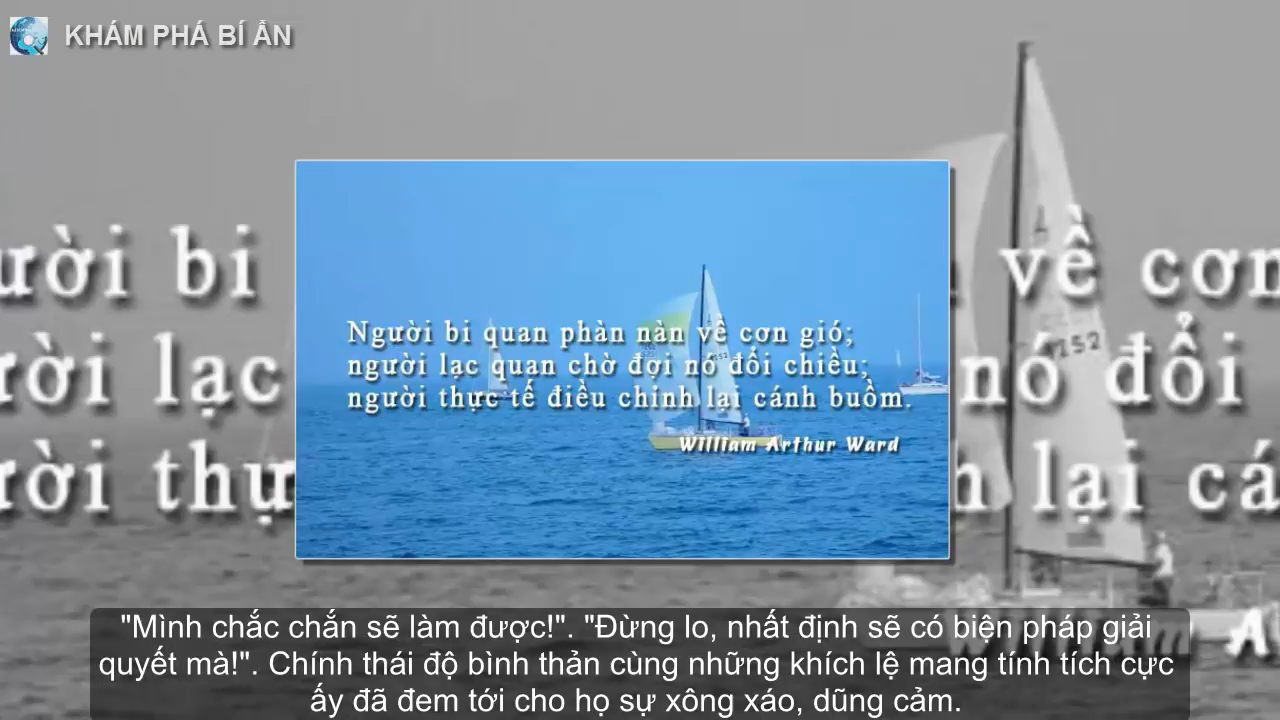 KHÁM PHÁ BÍ ẨN
Người bi quan phàn nàn về cơn gió;
người lạc quan chờ đợi nó đổi chiều;
người thực tế điều chỉnh lại cánh buồm.
William Arthur Ward
"Mình chắc chắn sẽ làm được!". "Đừng lo, nhất định sẽ có biện pháp giải
quyết mà!". Chính thái độ bình thản cùng những khích lệ mang tính tích cực
ấy đã đem tới cho họ sự xông xáo, dũng cảm.